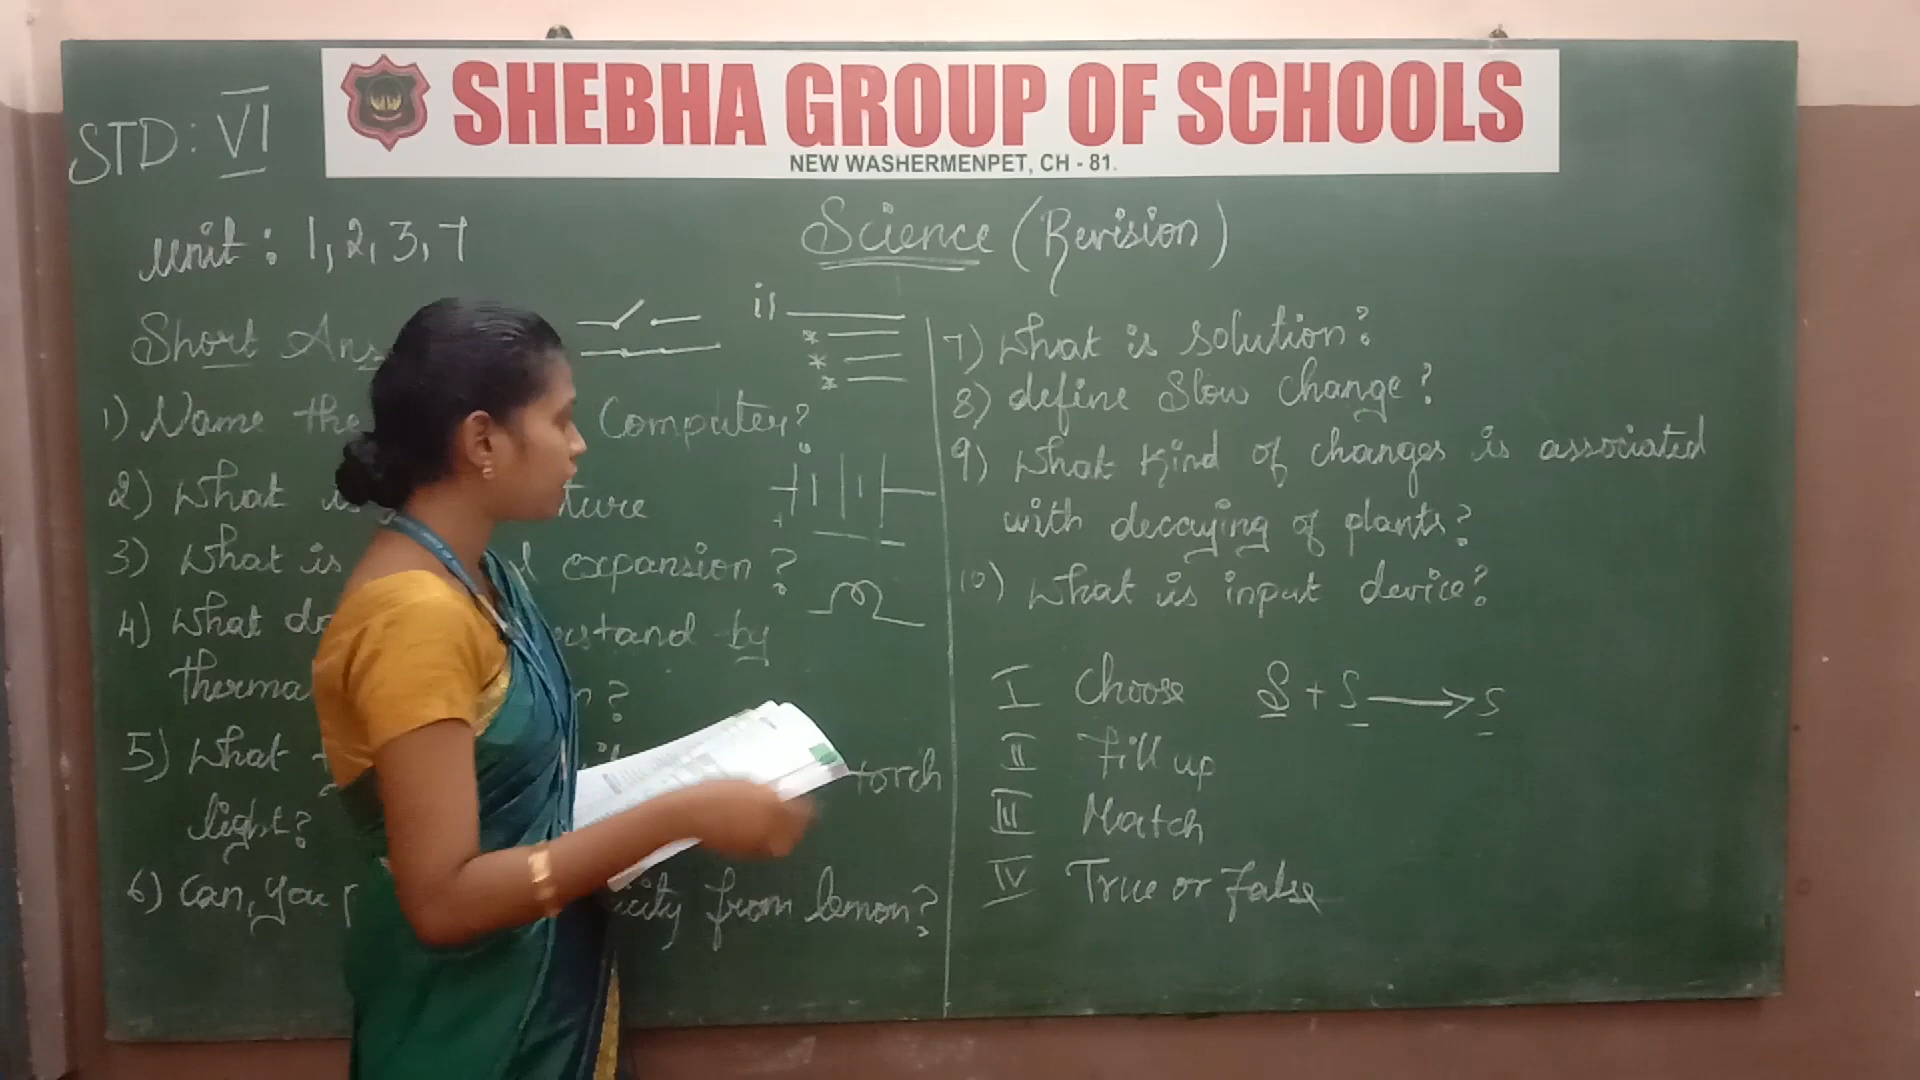 SHEBHA GROUP OF SCHOOLS
NEW WASHERMENPET, CH - 81.
STD: VI
Unit: 1, 2, 3, 7
Science (Revision)
Short Ans
1) Name the Computer?
2) What ture
3) What is expansion?
4) What do rstand by
therma n?
5) What torch
light?
6) Can, you icity from lemon?
7) What is solution?
8) define Slow change?
9) What kind of changes is associated
with decaying of plants?
10) What is input device?
I Choose S + S → S
II Fill up
III Match
IV True or False